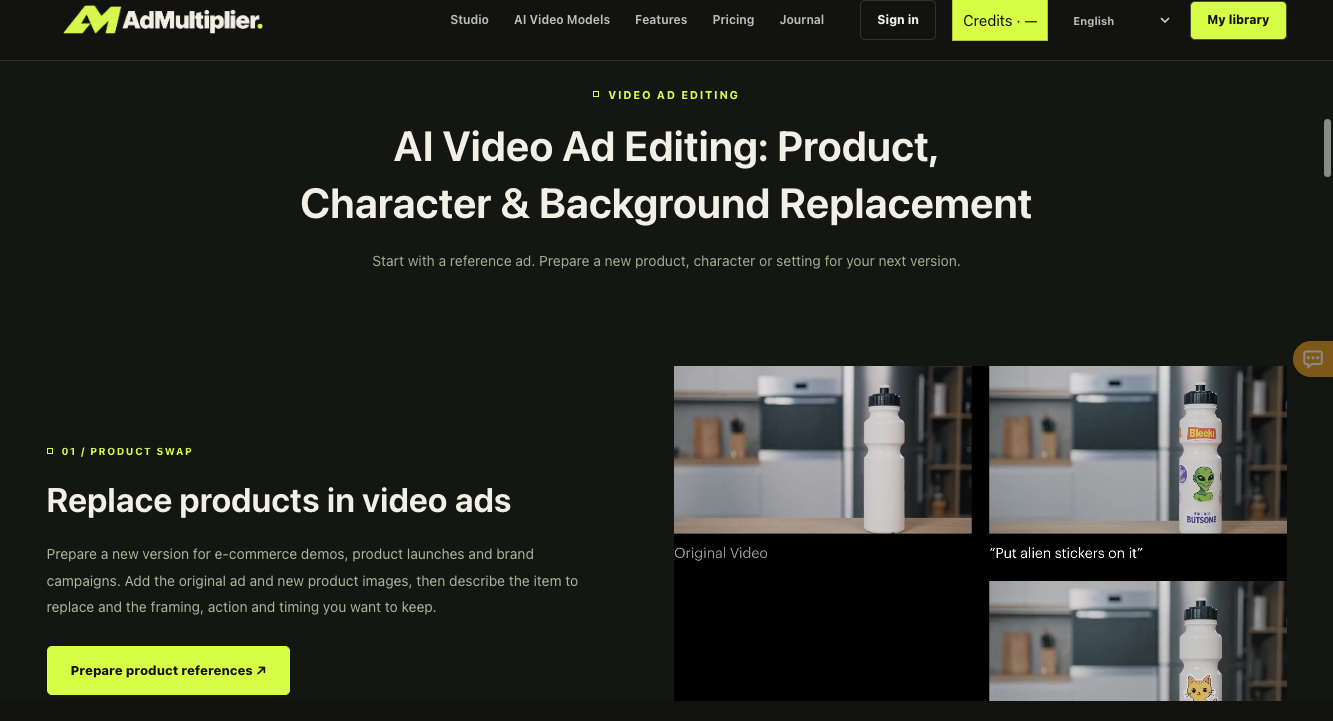 AdMultiplier.
Studio
AI Video Models
Features
Pricing
Journal
Sign in
Credits · —
English
My library
VIDEO AD EDITING
AI Video Ad Editing: Product,
Character & Background Replacement
Start with a reference ad. Prepare a new product, character or setting for your next version.
01 / PRODUCT SWAP
Replace products in video ads
Prepare a new version for e-commerce demos, product launches and brand
campaigns. Add the original ad and new product images, then describe the item to
replace and the framing, action and timing you want to keep.
Prepare product references ↗
Original Video
“Put alien stickers on it”